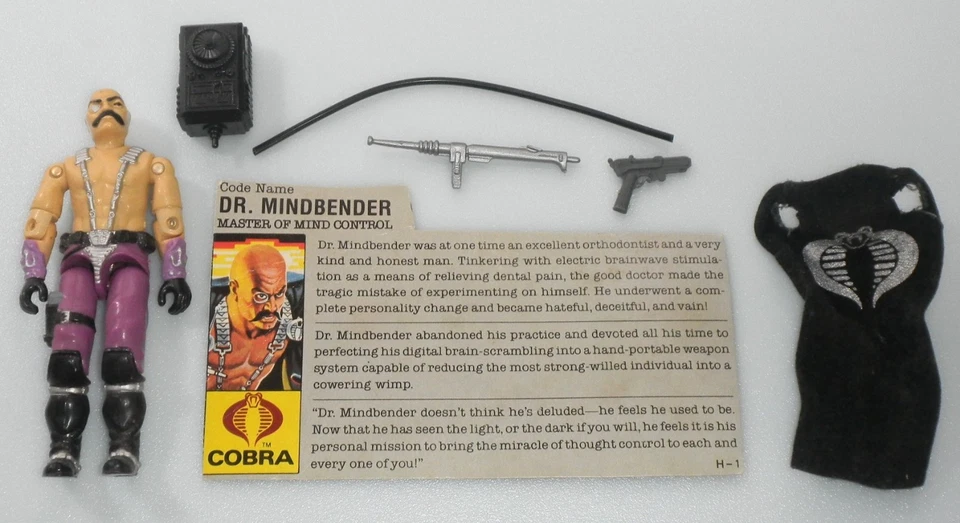 Code Name
DR. MINDBENDER
MASTER OF MIND CONTROL
Dr. Mindbender was at one time an excellent orthodontist and a very
kind and honest man. Tinkering with electric brainwave stimula-
tion as a means of relieving dental pain, the good doctor made the
tragic mistake of experimenting on himself. He underwent a com-
plete personality change and became hateful, deceitful, and vain!
Dr. Mindbender abandoned his practice and devoted all his time to
perfecting his digital brain-scrambling into a hand-portable weapon
system capable of reducing the most strong-willed individual into a
cowering wimp.
"Dr. Mindbender doesn't think he's deluded—he feels he used to be.
Now that he has seen the light, or the dark if you will, he feels it is his
personal mission to bring the miracle of thought control to each and
every one of you!"
H-1
TM
COBRA